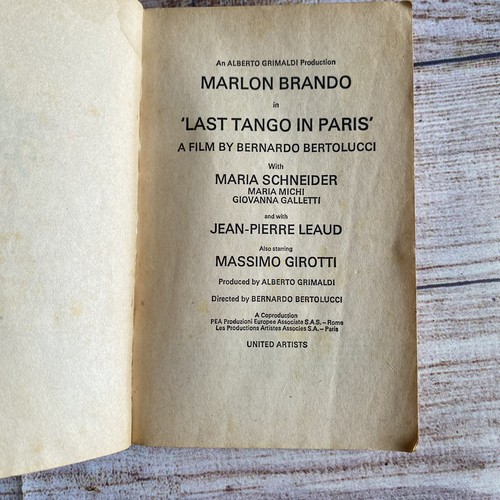 An ALBERTO GRIMALDI Production
MARLON BRANDO
in
'LAST TANGO IN PARIS'
A FILM BY BERNARDO BERTOLUCCI
With
MARIA SCHNEIDER
MARIA MICHI
GIOVANNA GALLETTI
and with
JEAN-PIERRE LEAUD
Also starring
MASSIMO GIROTTI
Produced by ALBERTO GRIMALDI
Directed by BERNARDO BERTOLUCCI
A Coproduction
PEA Produzioni Europee Associate S.A.S. – Rome
Les Productions Artistes Associes S.A. – Paris
UNITED ARTISTS